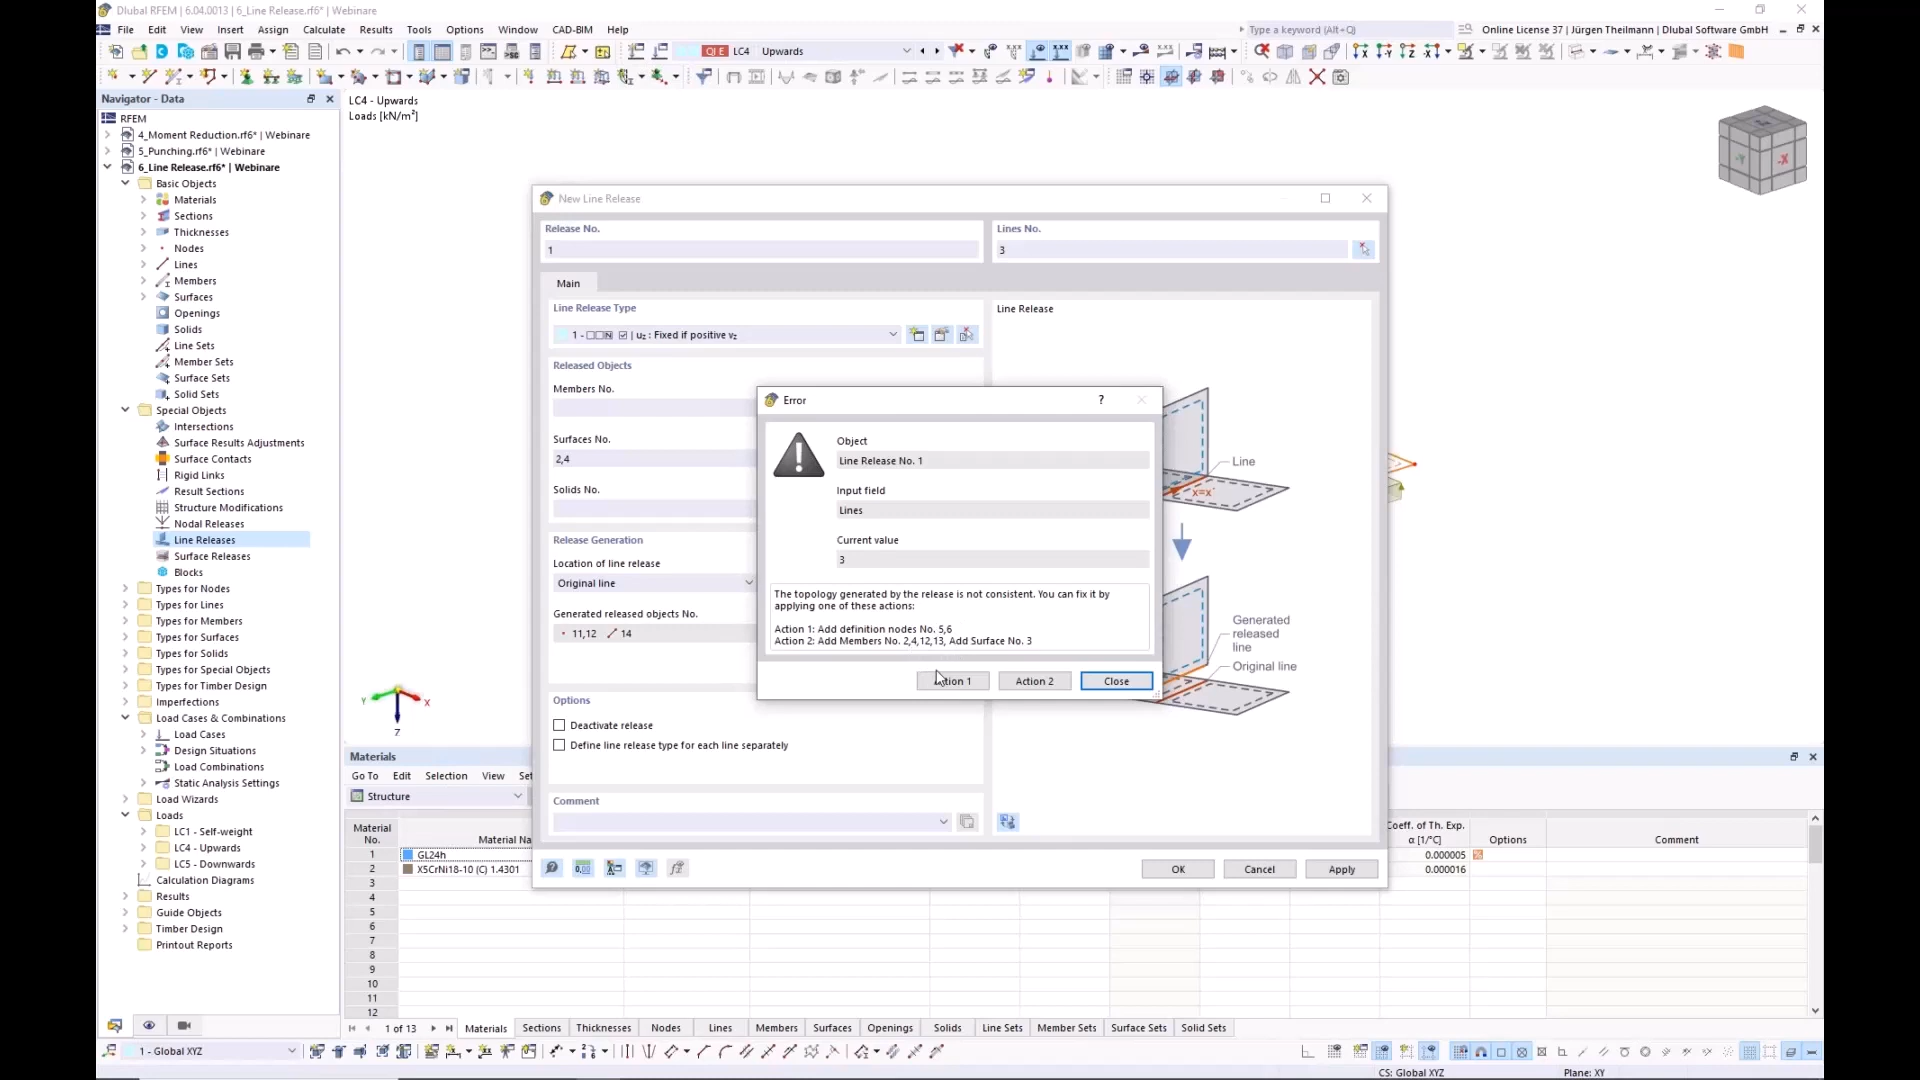 Dlubal RFEM | 6.04.0013 | 6_Line Release.rf6* | Webinare
File Edit View Insert Assign Calculate Results Tools Options Window CAD-BIM Help
Type a keyword (Alt+Q)
Online License 37 | Jürgen Theilmann | Dlubal Software GmbH
QI E LC4 Upwards
Navigator - Data
RFEM
4_Moment Reduction.rf6* | Webinare
5_Punching.rf6* | Webinare
6_Line Release.rf6* | Webinare
Basic Objects
Materials
Sections
Thicknesses
Nodes
Lines
Members
Surfaces
Openings
Solids
Line Sets
Member Sets
Surface Sets
Solid Sets
Special Objects
Intersections
Surface Results Adjustments
Surface Contacts
Rigid Links
Result Sections
Structure Modifications
Nodal Releases
Line Releases
Surface Releases
Blocks
Types for Nodes
Types for Lines
Types for Members
Types for Surfaces
Types for Solids
Types for Special Objects
Types for Timber Design
Imperfections
Load Cases & Combinations
Load Cases
Design Situations
Load Combinations
Static Analysis Settings
Load Wizards
Loads
LC1 - Self-weight
LC4 - Upwards
LC5 - Downwards
Calculation Diagrams
Results
Guide Objects
Timber Design
Printout Reports
LC4 - Upwards
Loads [kN/m²]
-Y -X
Y X
Z
New Line Release
Release No.
1
Lines No.
3
Main
Line Release Type
1 - | uz : Fixed if positive vz
Released Objects
Members No.
Surfaces No.
2,4
Solids No.
Release Generation
Location of line release
Original line
Generated released objects No.
11,12 14
Options
Deactivate release
Define line release type for each line separately
Comment
Line Release
Line
x=x'
Generated
released
line
Original line
OK Cancel Apply
Error
?
Object
Line Release No. 1
Input field
Lines
Current value
3
The topology generated by the release is not consistent. You can fix it by
applying one of these actions:
Action 1: Add definition nodes No. 5,6
Action 2: Add Members No. 2,4,12,13, Add Surface No. 3
Action 2 Close
Materials
Go To Edit Selection View
Structure
Material
No.
Coeff. of Th. Exp.
α [1/°C]
Options
Comment
1 GL24h 0.000005
2 X5CrNi18-10 (C) 1.4301 0.000016
3
4
5
6
7
8
9
10
11
12
1 of 13 Materials Sections Thicknesses Nodes Lines Members Surfaces Openings Solids Line Sets Member Sets Surface Sets Solid Sets
1 - Global XYZ
CS: Global XYZ Plane: XY